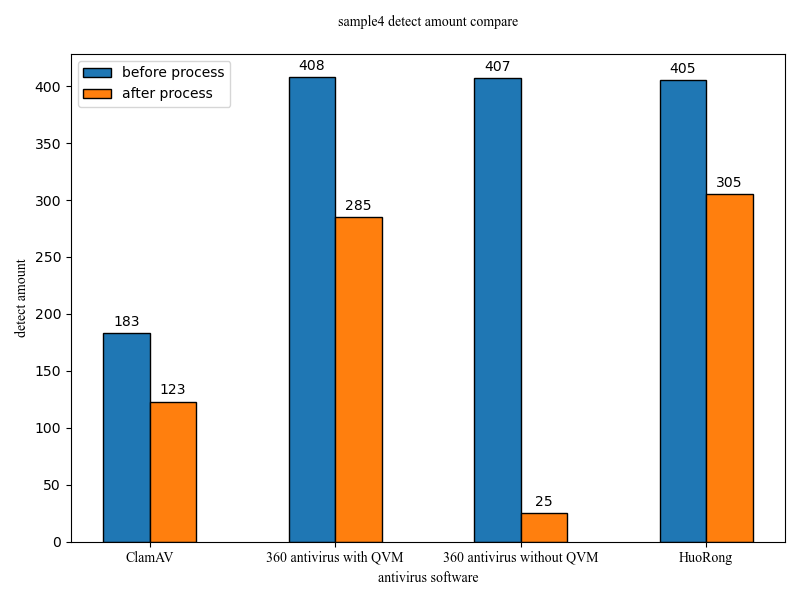 sample4 detect amount compare
before process
after process
detect amount
400
350
300
250
200
150
100
50
0
183
123
408
285
407
25
405
305
ClamAV
360 antivirus with QVM
360 antivirus without QVM
HuoRong
antivirus software